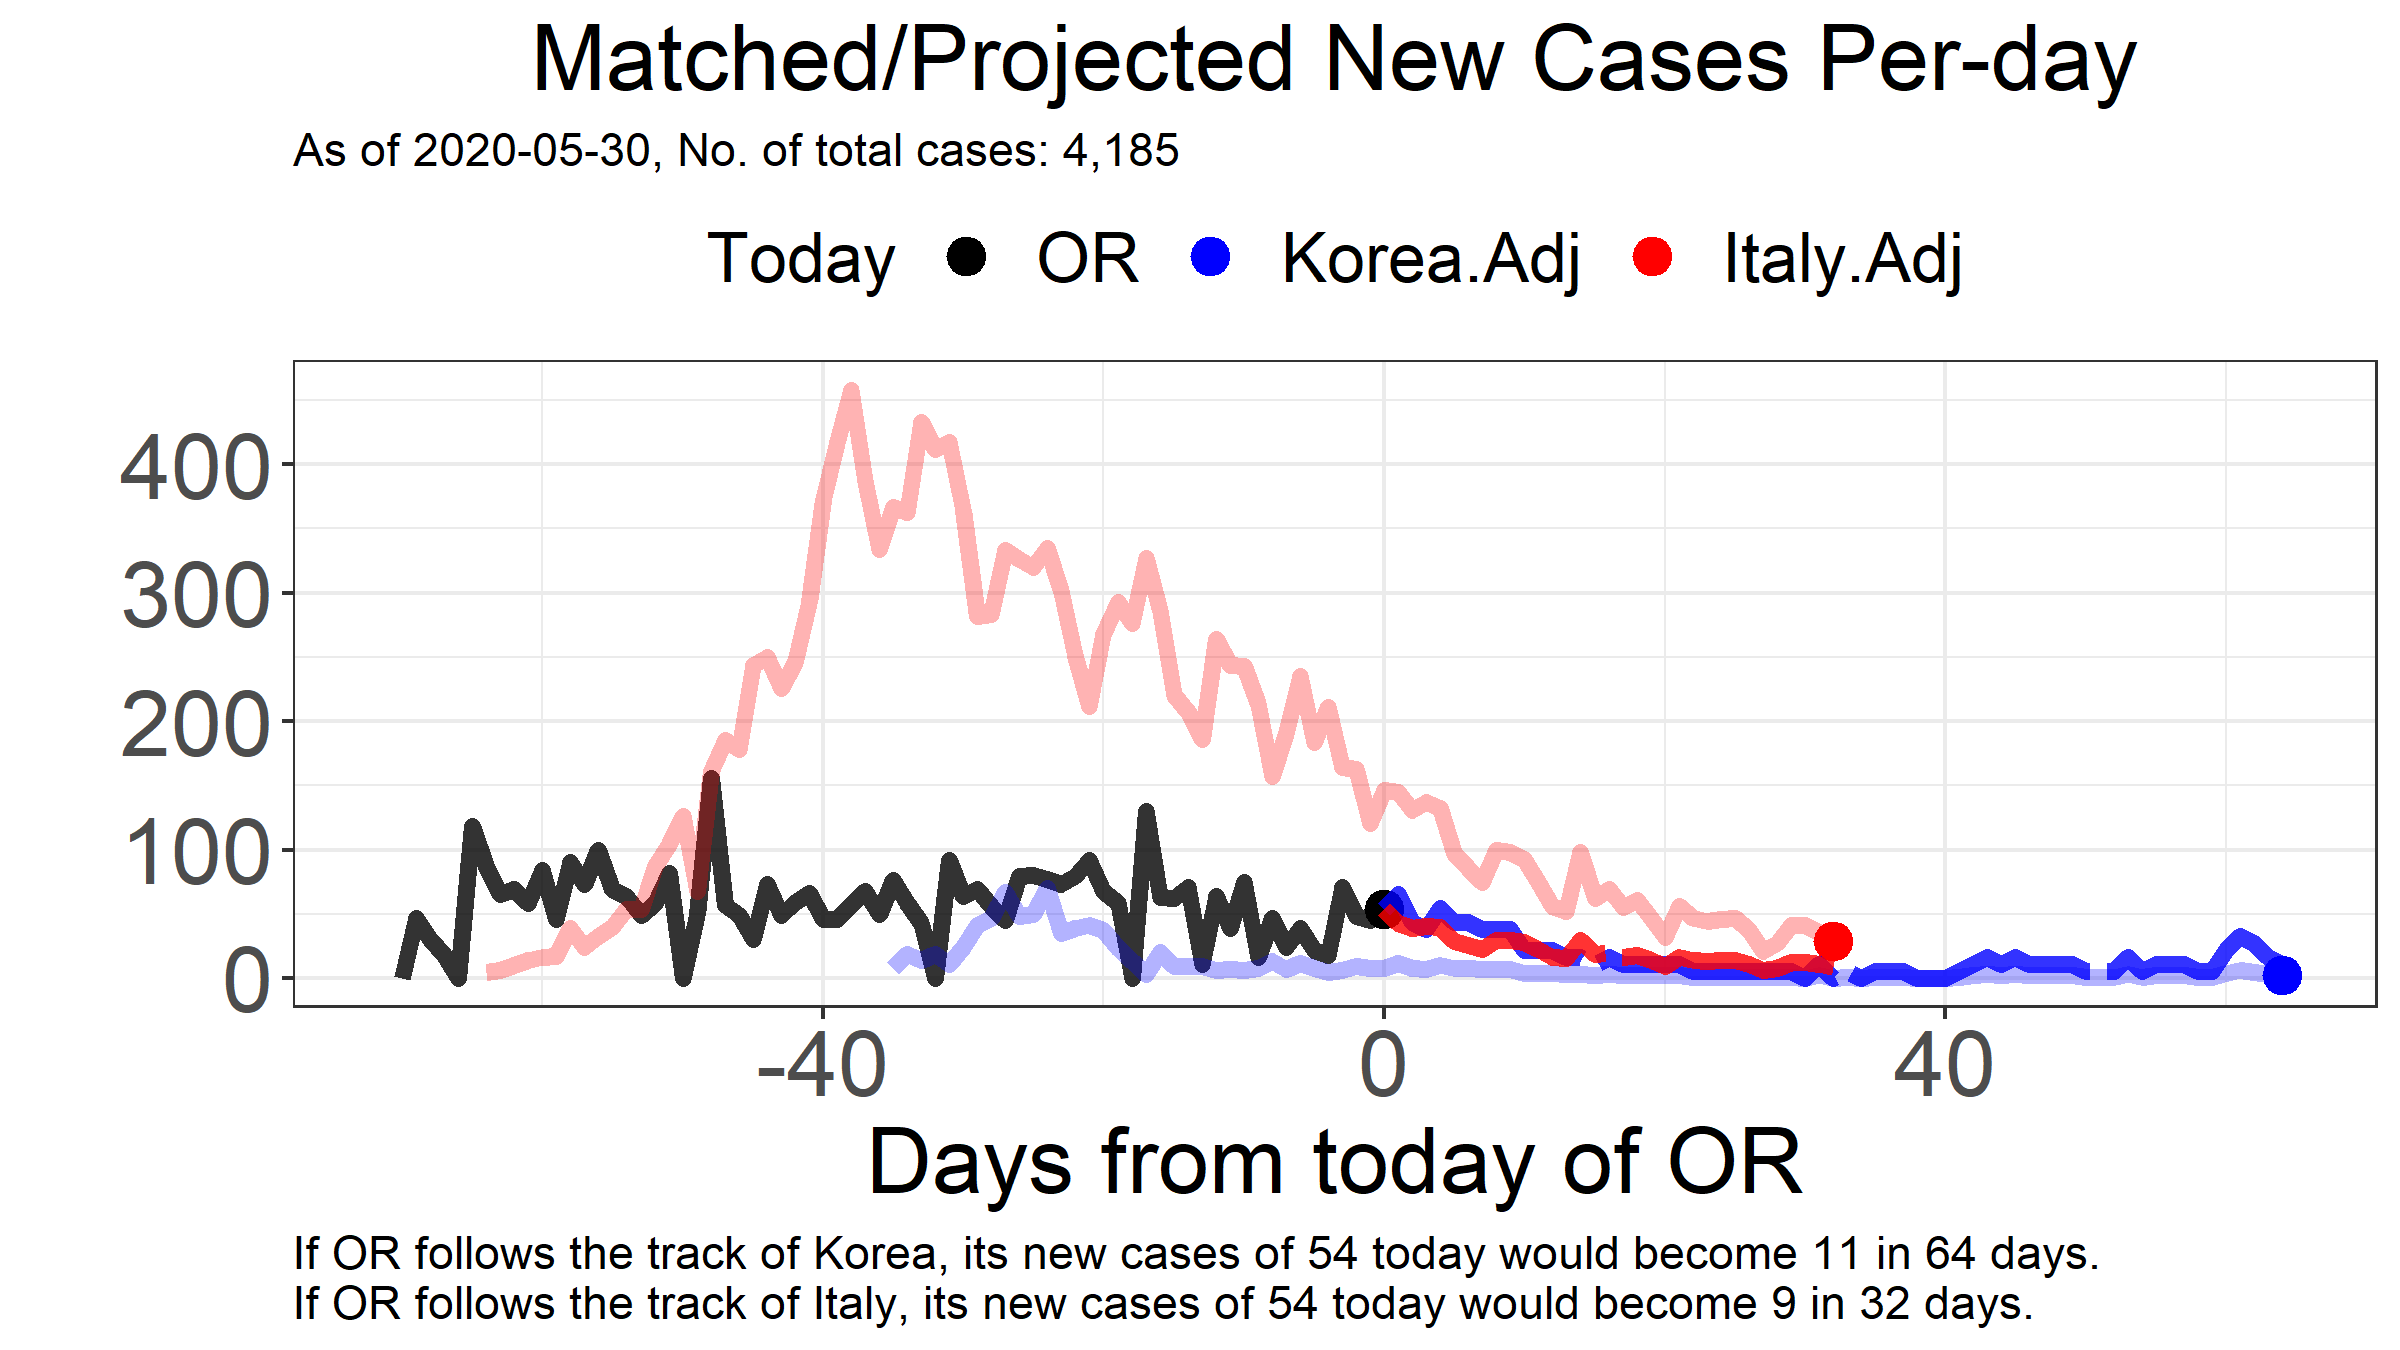 Matched/Projected New Cases Per-day
As of 2020-05-30, No. of total cases: 4,185
Today OR Korea.Adj Italy.Adj
400
300
200
100
0
-40 0 40
Days from today of OR
If OR follows the track of Korea, its new cases of 54 today would become 11 in 64 days.
If OR follows the track of Italy, its new cases of 54 today would become 9 in 32 days.